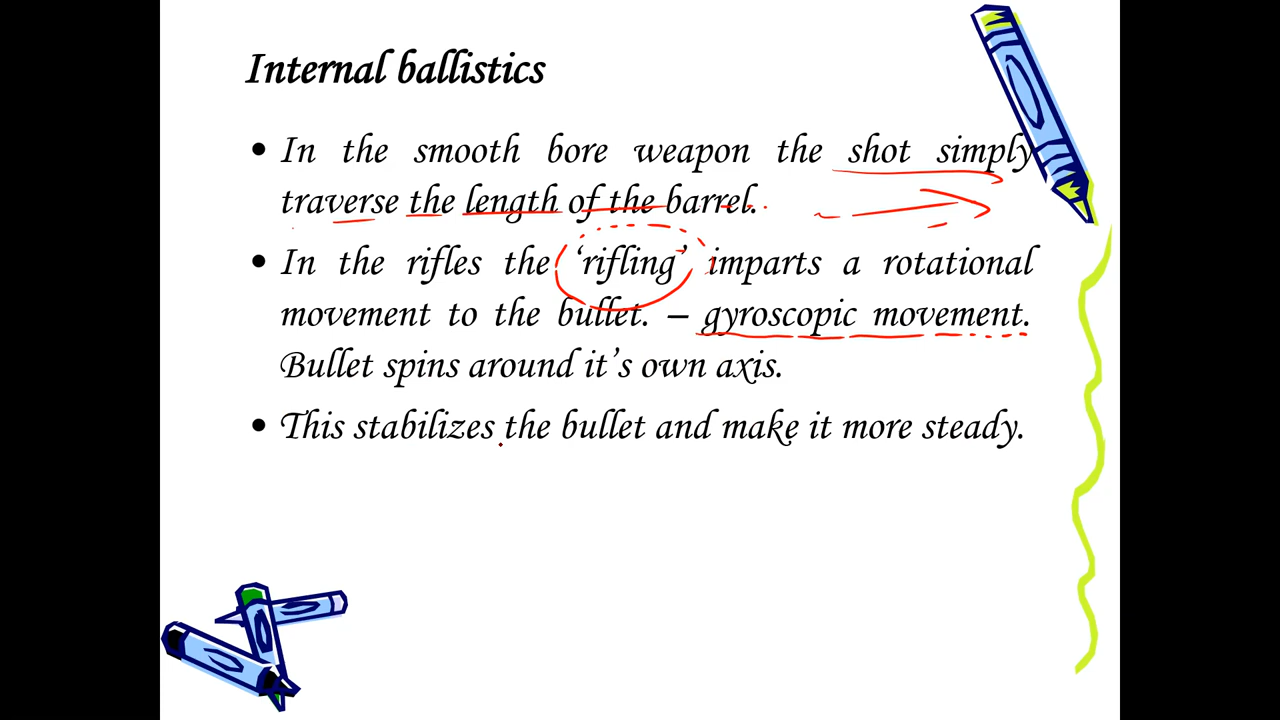 Internal ballistics
• In the smooth bore weapon the shot simply
traverse the length of the barrel.
• In the rifles the ‘rifling’ imparts a rotational
movement to the bullet. – gyroscopic movement.
Bullet spins around it’s own axis.
• This stabilizes the bullet and make it more steady.